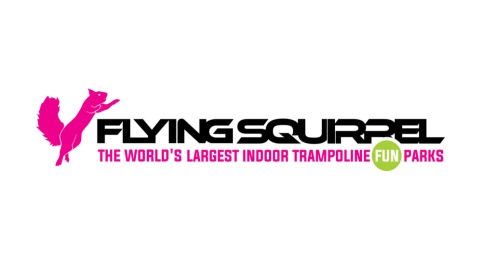 FLYING SQUIRREL
THE WORLD'S LARGEST INDOOR TRAMPOLINE FUN PARKS